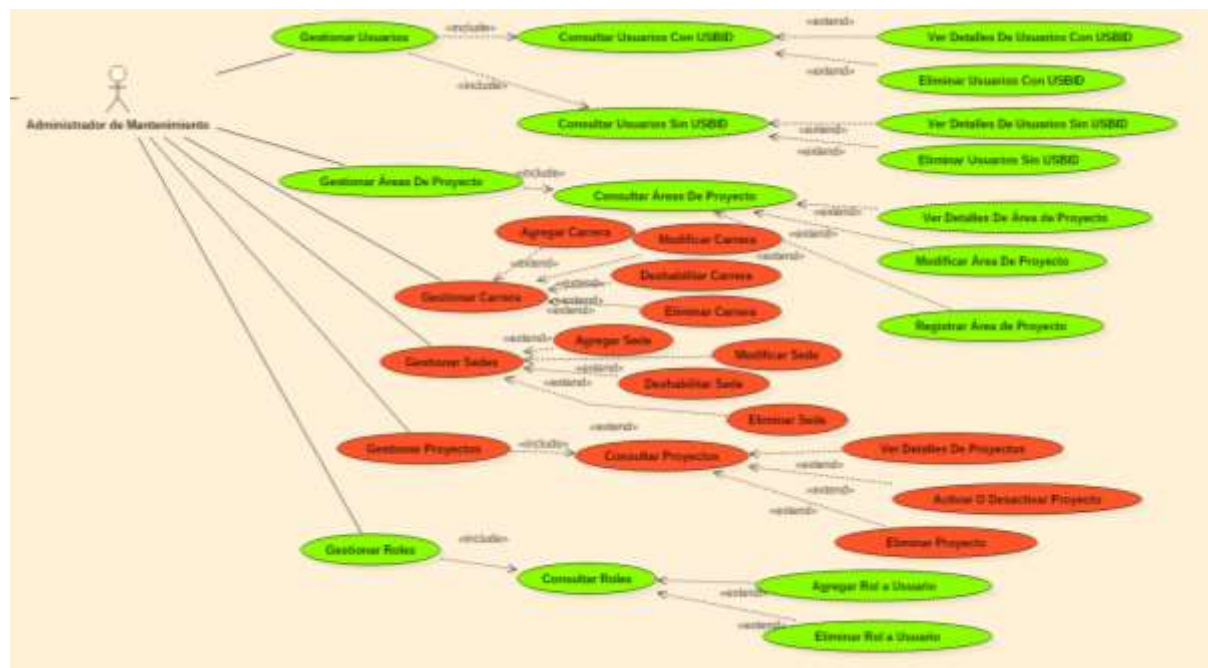 Gestionar Usuarios
«include»
Consultar Usuarios Con USBID
«extend»
Ver Detalles De Usuarios Con USBID
«extend»
Eliminar Usuarios Con USBID
«include»
Administrador de Mantenimiento
Consultar Usuarios Sin USBID
«extend»
Ver Detalles De Usuarios Sin USBID
«extend»
Eliminar Usuarios Sin USBID
Gestionar Áreas De Proyecto
«include»
Consultar Áreas De Proyecto
«extend»
Ver Detalles De Área de Proyecto
«extend»
Modificar Área De Proyecto
«extend»
Registrar Área de Proyecto
Agregar Carrera
Modificar Carrera
«extend»
Deshabilitar Carrera
«extend»
Gestionar Carrera
«extend»
«extend»
Eliminar Carrera
«extend»
Agregar Sede
Gestionar Sedes
Modificar Sede
«extend»
«extend»
Deshabilitar Sede
Eliminar Sede
«extend»
Gestionar Proyectos
«include»
Consultar Proyectos
Ver Detalles De Proyectos
«extend»
«extend»
Activar O Desactivar Proyecto
«extend»
Eliminar Proyecto
Gestionar Roles
«include»
Consultar Roles
Agregar Rol a Usuario
«extend»
«extend»
Eliminar Rol a Usuario